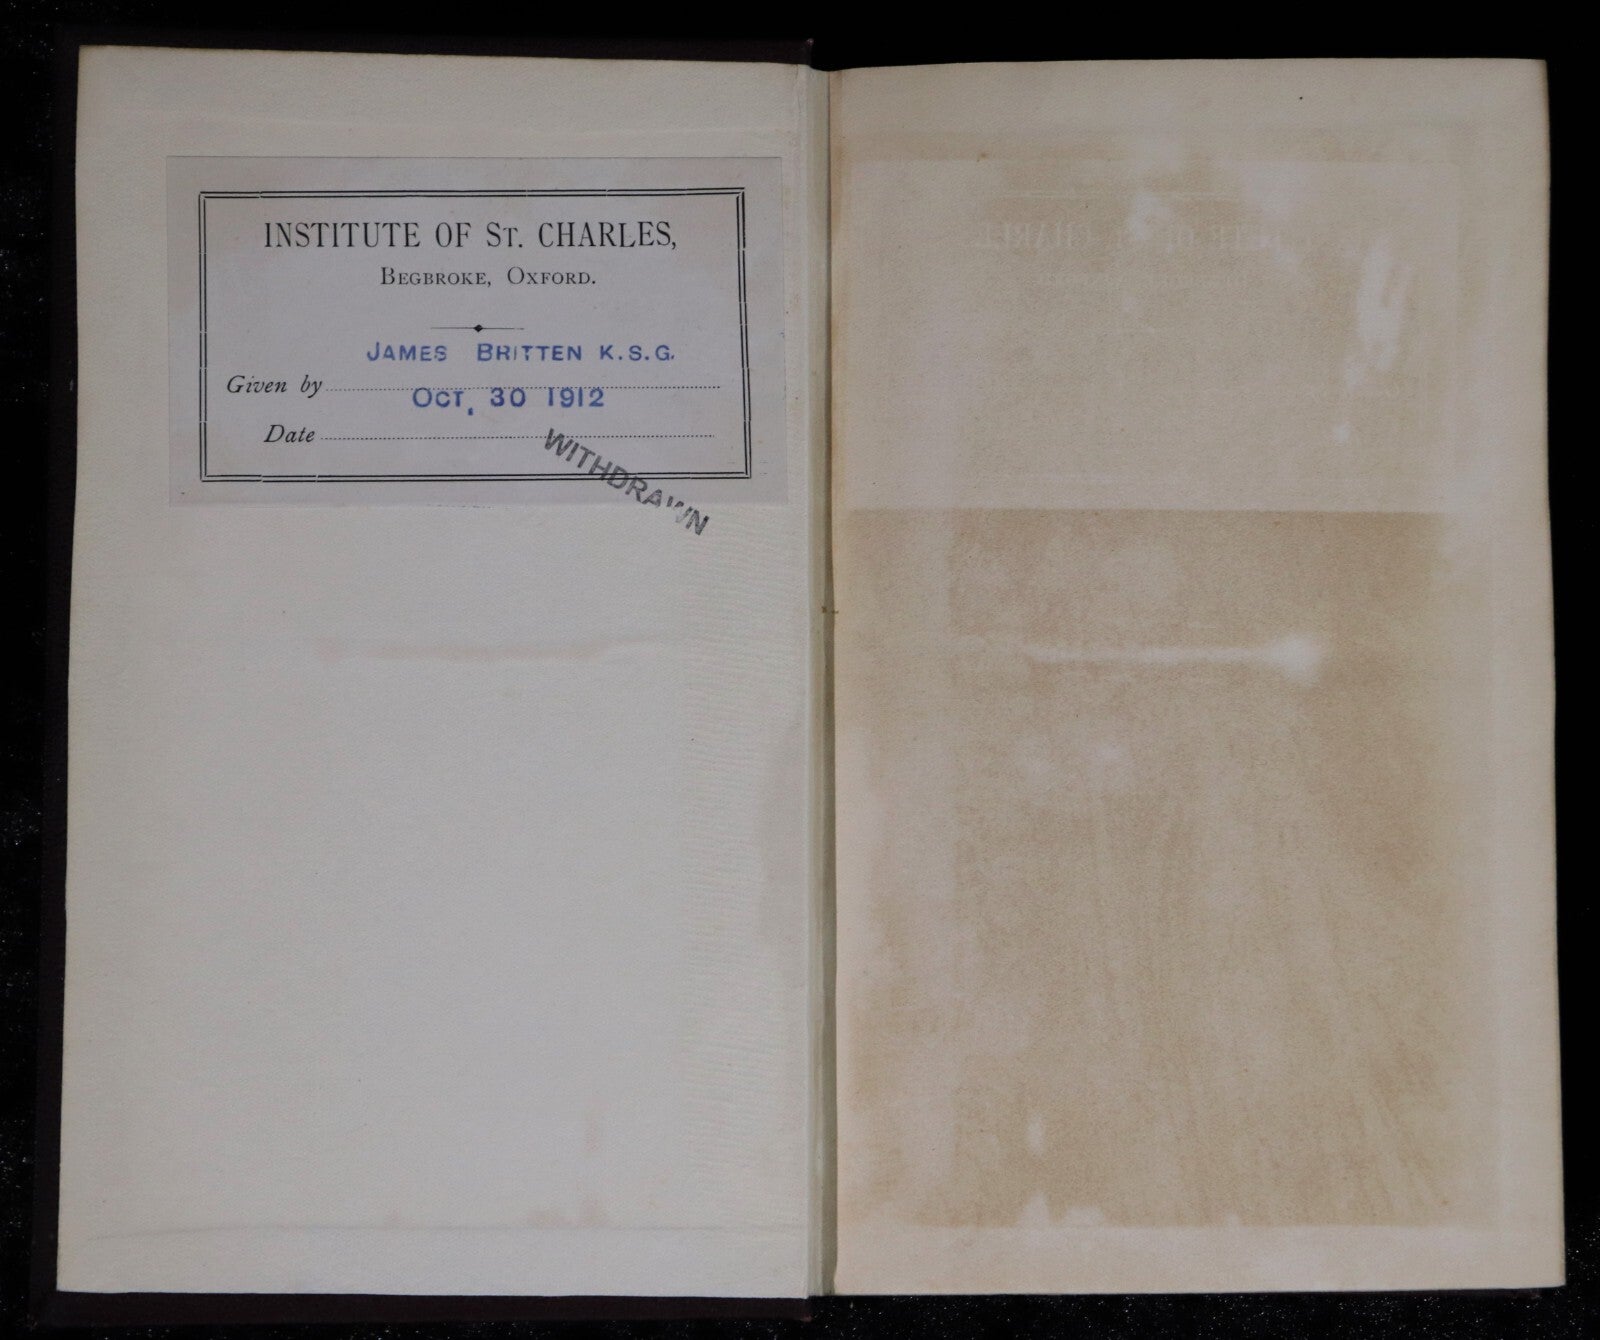 INSTITUTE OF ST. CHARLES,
BEGBROKE, OXFORD.
JAMES BRITTEN K.S.G.
Given by
OCT, 30 1912
Date
WITHDRAWN